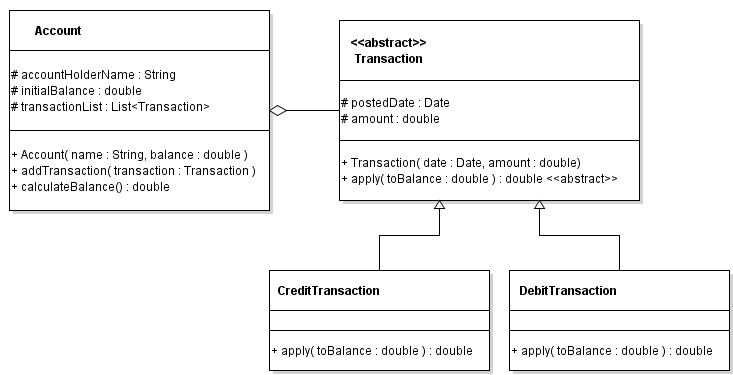 Account
# accountHolderName : String
# initialBalance : double
# transactionList : List<Transaction>
+ Account( name : String, balance : double )
+ addTransaction( transaction : Transaction )
+ calculateBalance() : double
<<abstract>>
Transaction
# postedDate : Date
# amount : double
+ Transaction( date : Date, amount : double)
+ apply( toBalance : double ) : double <<abstract>>
CreditTransaction
+ apply( toBalance : double ) : double
DebitTransaction
+ apply( toBalance : double ) : double